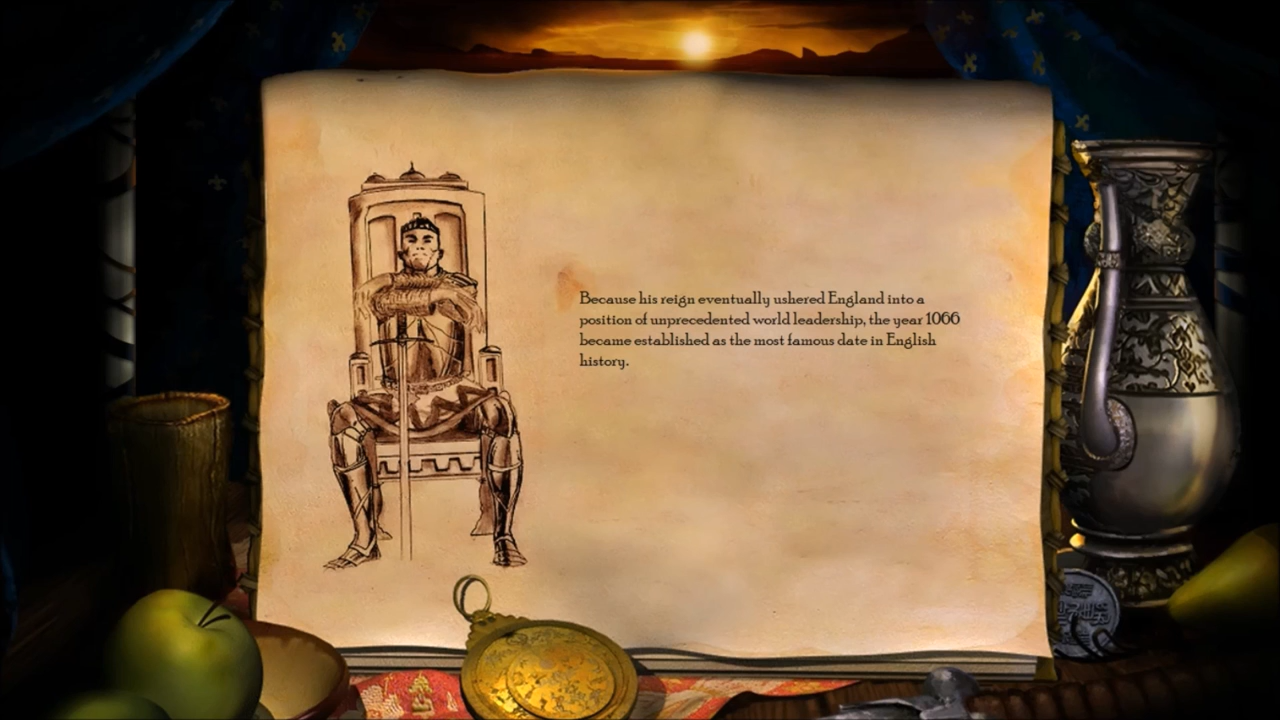 Because his reign eventually ushered England into a
position of unprecedented world leadership, the year 1066
became established as the most famous date in English
history.